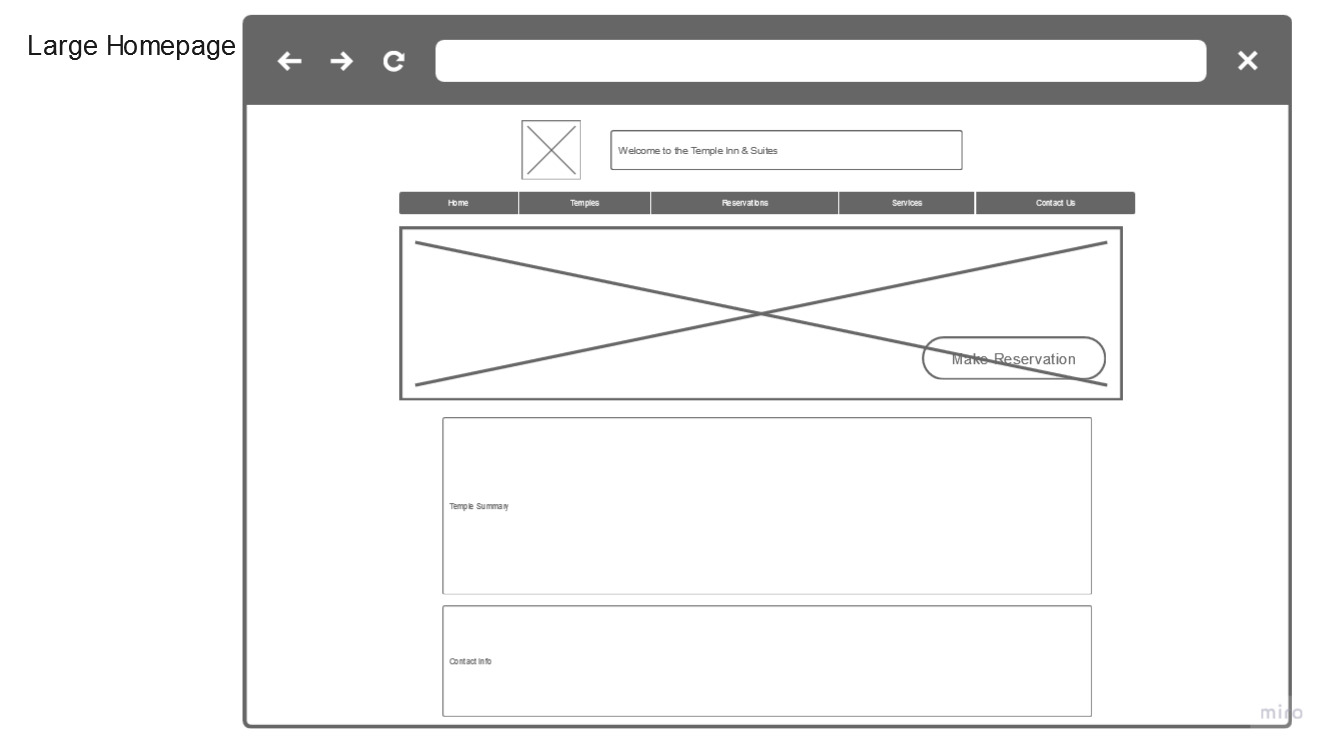 Large Homepage
Welcome to the Temple Inn & Suites
Home Temples Reservations Services Contact Us
Make Reservation
Temple Summary
Contact Info
miro